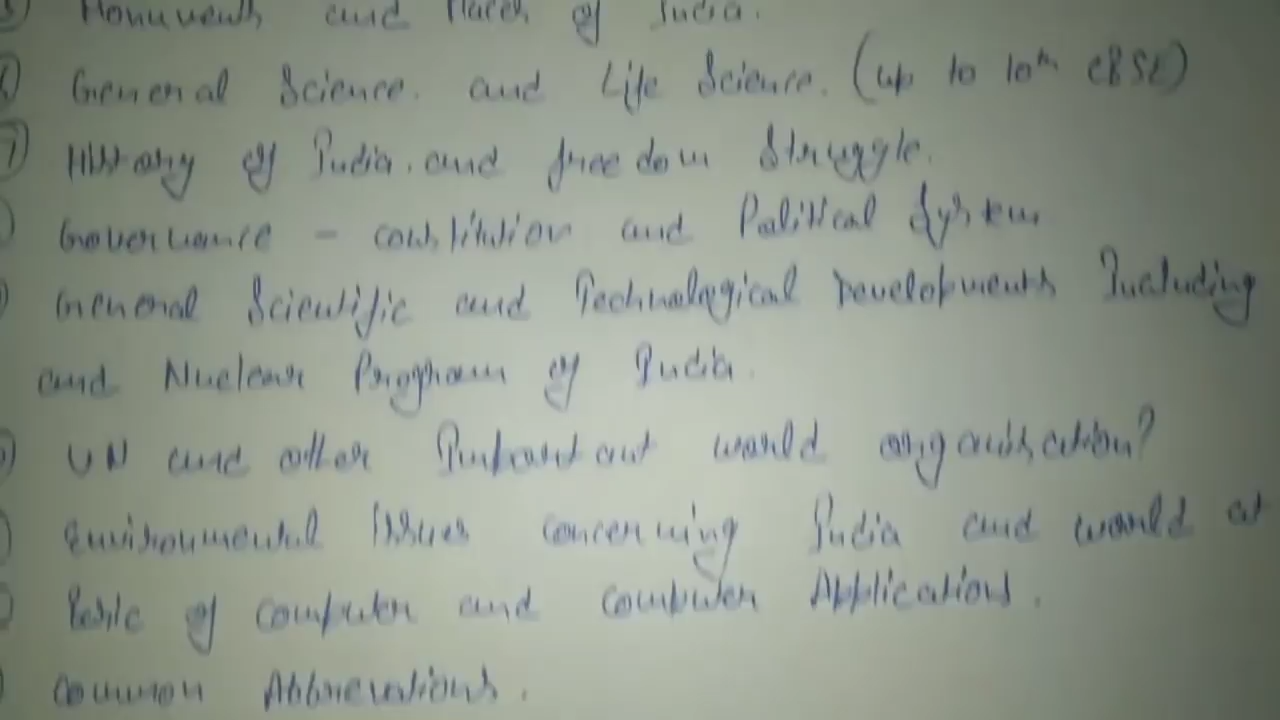 Monuments and Places of India.
General Science. and Life Science. (up to 10th CBSE)
7) History of India. and freedom Struggle.
Governance - constitution and Political System
General Scientific and Technological Developments Including
and Nuclear Program of India.
UN and other Important world organisation?
Environmental Issues concerning India and world at
Basic of computer and computer Applications.
Common Abbreviations.